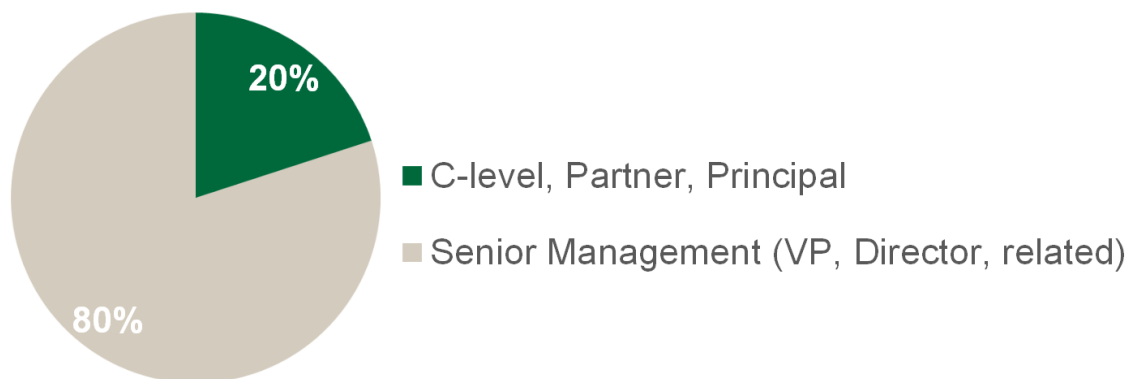 20%
C-level, Partner, Principal
Senior Management (VP, Director, related)
80%